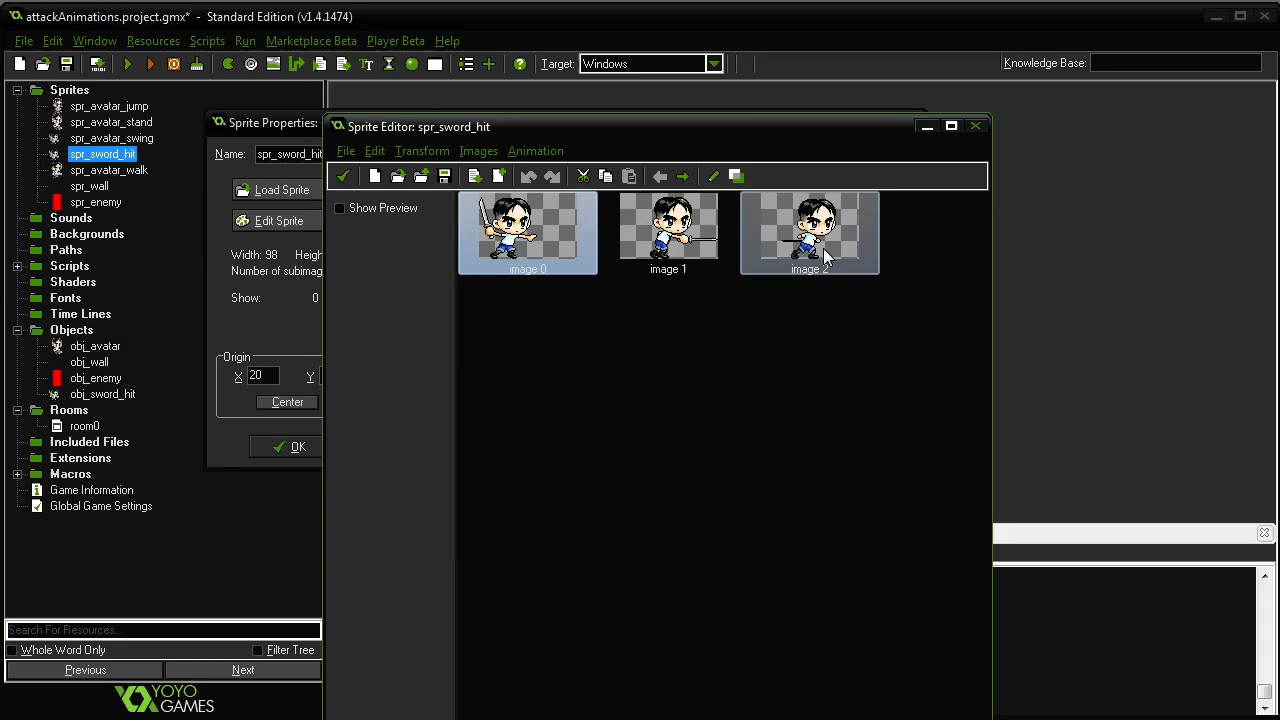 attackAnimations.project.gmx* - Standard Edition (v1.4.1474)
File Edit Window Resources Scripts Run Marketplace Beta Player Beta Help
Target: Windows
Knowledge Base:
Sprites
spr_avatar_jump
spr_avatar_stand
spr_avatar_swing
spr_sword_hit
spr_avatar_walk
spr_wall
spr_enemy
Sounds
Backgrounds
Paths
Scripts
Shaders
Fonts
Time Lines
Objects
obj_avatar
obj_wall
obj_enemy
obj_sword_hit
Rooms
room0
Included Files
Extensions
Macros
Game Information
Global Game Settings
Search For Resources...
Whole Word Only Filter Tree
Previous Next
YOYO
GAMES
Sprite Properties:
Name: spr_sword_hit
Load Sprite
Edit Sprite
Width: 98 Heigh
Number of subimag
Show: 0
Origin
X 20 Y
Center
OK
Sprite Editor: spr_sword_hit
File Edit Transform Images Animation
Show Preview
image 0 image 1 image 2